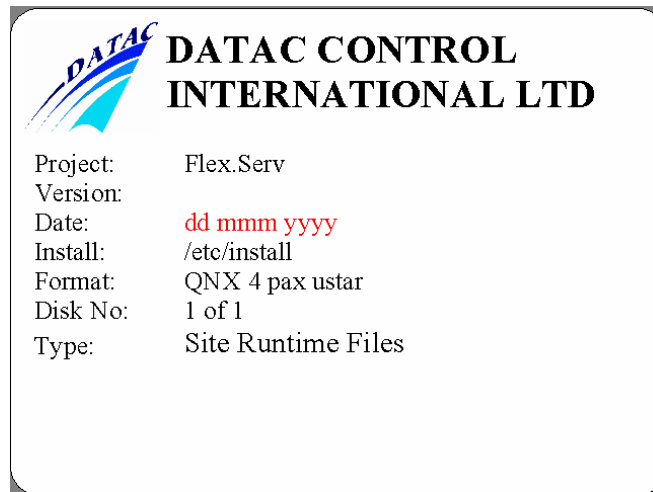 DATAC
DATAC CONTROL
INTERNATIONAL LTD
Project: Flex.Serv
Version:
Date: dd mmm yyyy
Install: /etc/install
Format: QNX 4 pax ustar
Disk No: 1 of 1
Type: Site Runtime Files